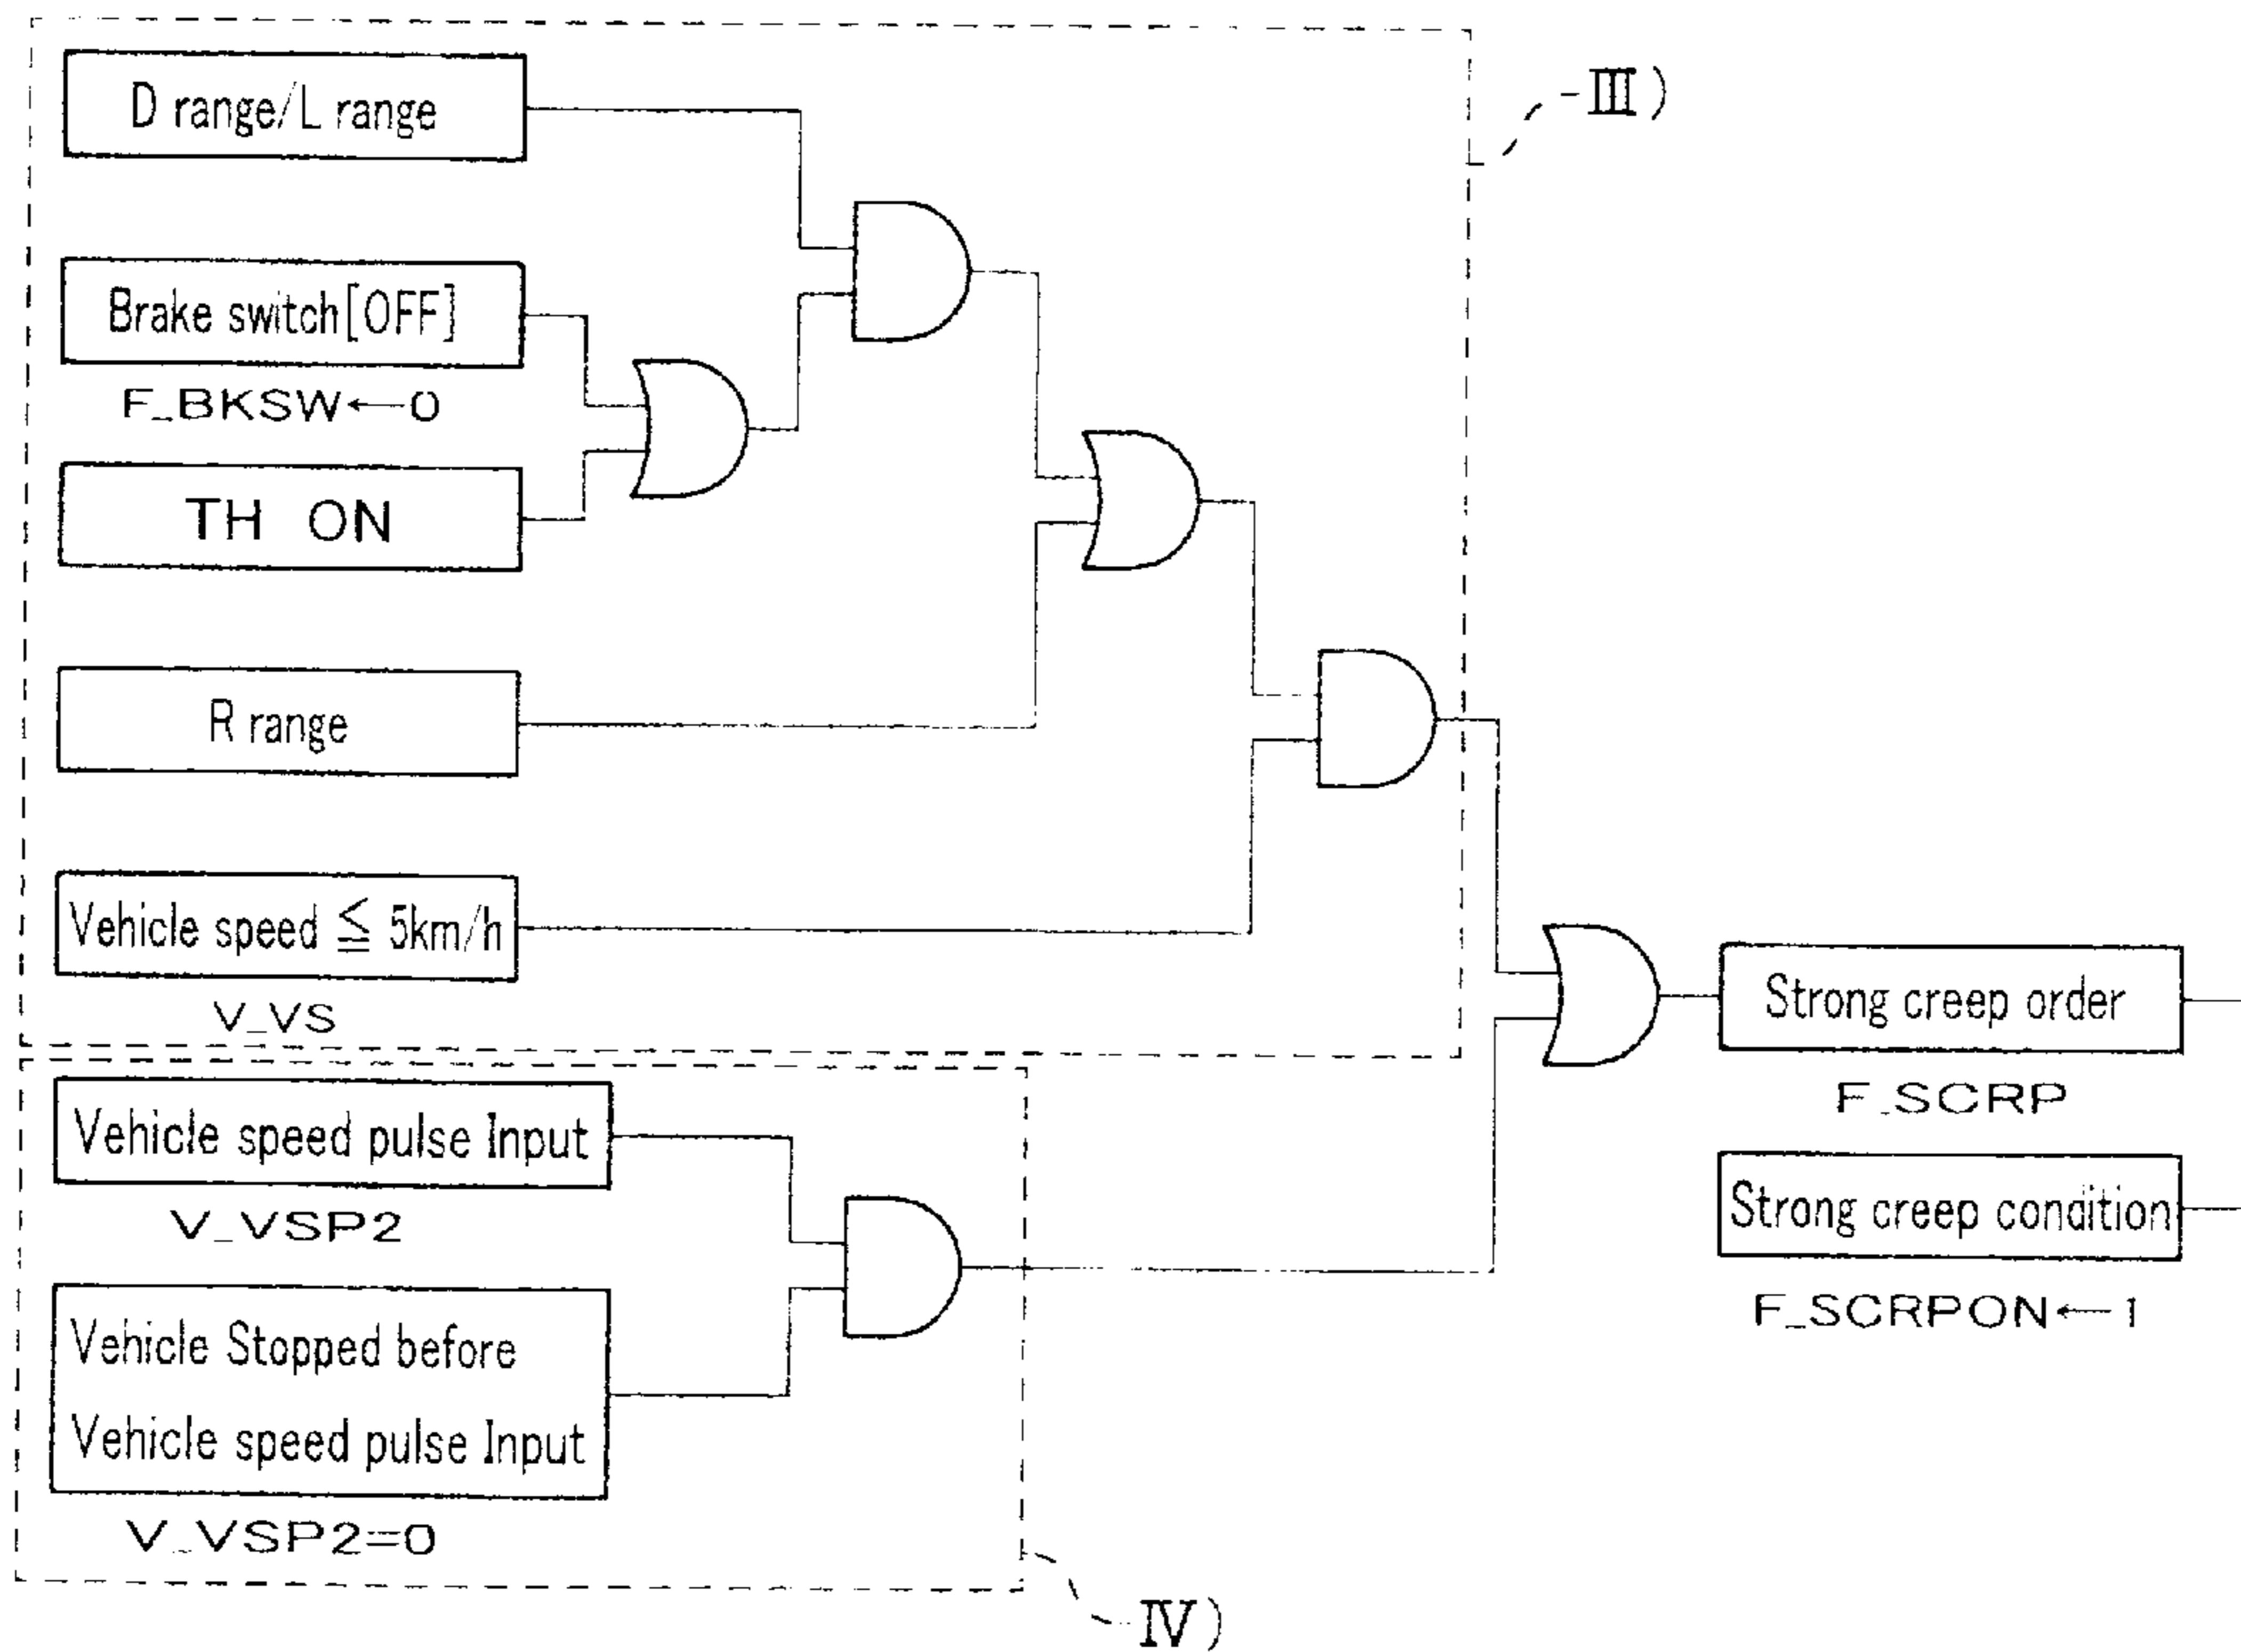 D range/L range
-III)
Brake switch[OFF]
F_BKSW←0
TH ON
R range
Vehicle speed ≦ 5km/h
V_VS
Strong creep order
F_SCRP
Vehicle speed pulse Input
V_VSP2
Strong creep condition
F_SCRPON←1
Vehicle Stopped before
Vehicle speed pulse Input
V_VSP2=0
IV)